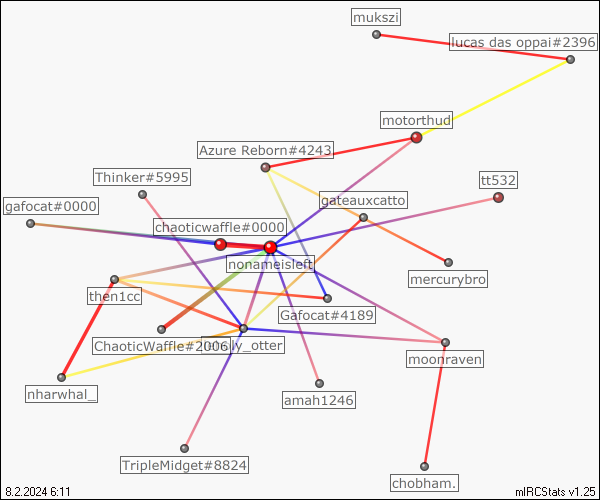 mukszi
lucas das oppai#2396
motorthud
Azure Reborn#4243
Thinker#5995
tt532
gateauxcatto
gafocat#0000
chaoticwaffle#0000
nonameisleft
mercurybro
then1cc
Gafocat#4189
ChaoticWaffle#2006
y_otter
moonraven
nharwhal_
amah1246
TripleMidget#8824
chobham.
8.2.2024 6:11
mIRCStats v1.25